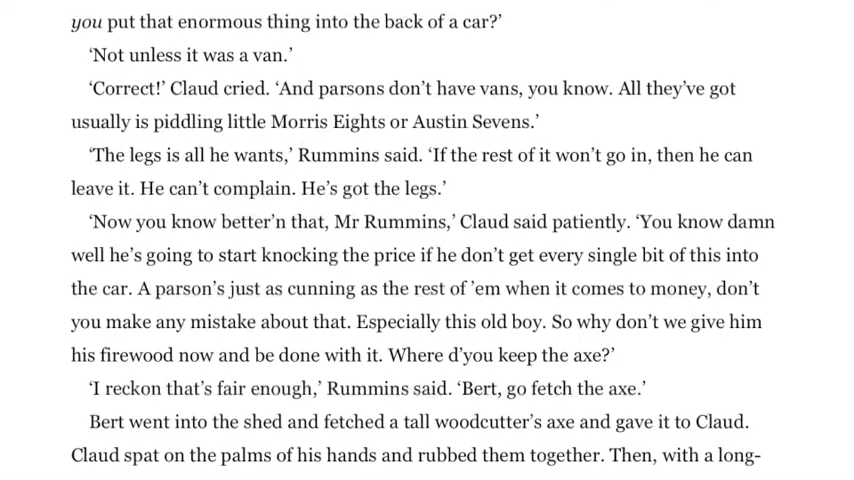 you put that enormous thing into the back of a car?’
‘Not unless it was a van.’
‘Correct!’ Claud cried. ‘And parsons don’t have vans, you know. All they’ve got
usually is piddling little Morris Eights or Austin Sevens.’
‘The legs is all he wants,’ Rummins said. ‘If the rest of it won’t go in, then he can
leave it. He can’t complain. He’s got the legs.’
‘Now you know better’n that, Mr Rummins,’ Claud said patiently. ‘You know damn
well he’s going to start knocking the price if he don’t get every single bit of this into
the car. A parson’s just as cunning as the rest of ’em when it comes to money, don’t
you make any mistake about that. Especially this old boy. So why don’t we give him
his firewood now and be done with it. Where d’you keep the axe?’
‘I reckon that’s fair enough,’ Rummins said. ‘Bert, go fetch the axe.’
Bert went into the shed and fetched a tall woodcutter’s axe and gave it to Claud.
Claud spat on the palms of his hands and rubbed them together. Then, with a long-